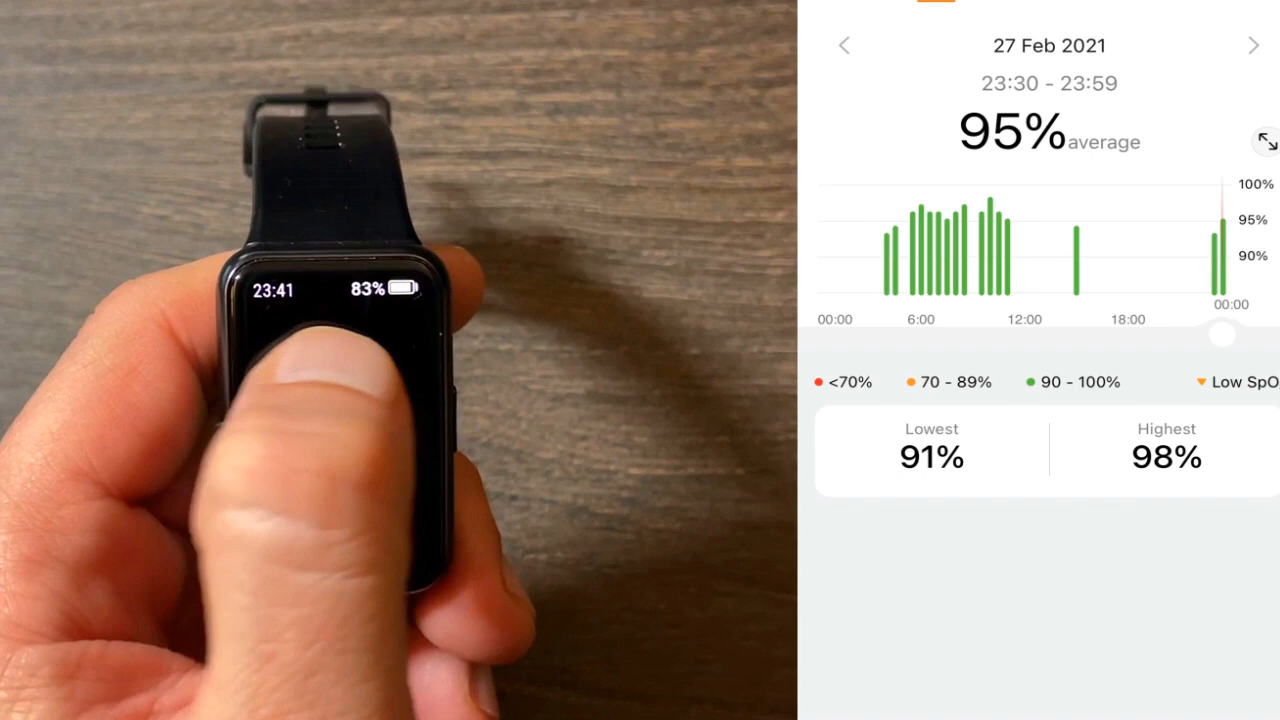 23:41 83%
27 Feb 2021
23:30 - 23:59
95% average
100%
95%
90%
00:00
00:00 6:00 12:00 18:00
<70% 70 - 89% 90 - 100% Low SpO
Lowest Highest
91% 98%